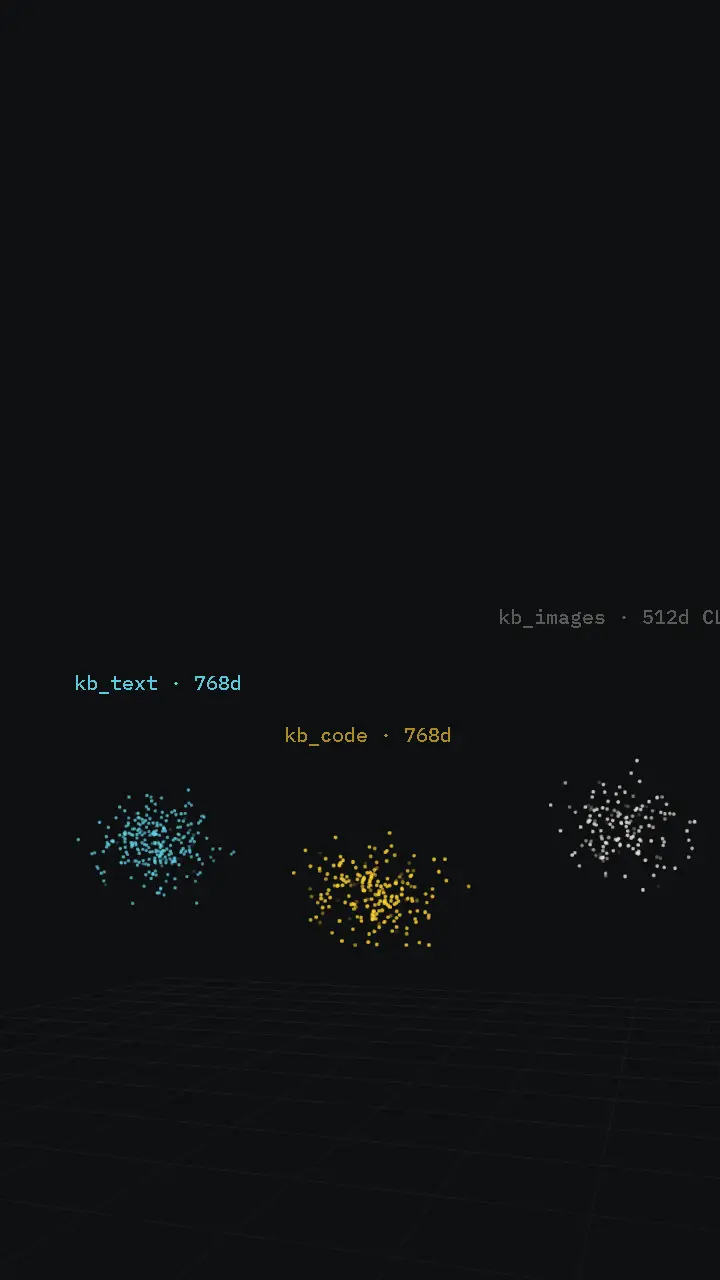 kb_images · 512d
kb_text · 768d
kb_code · 768d